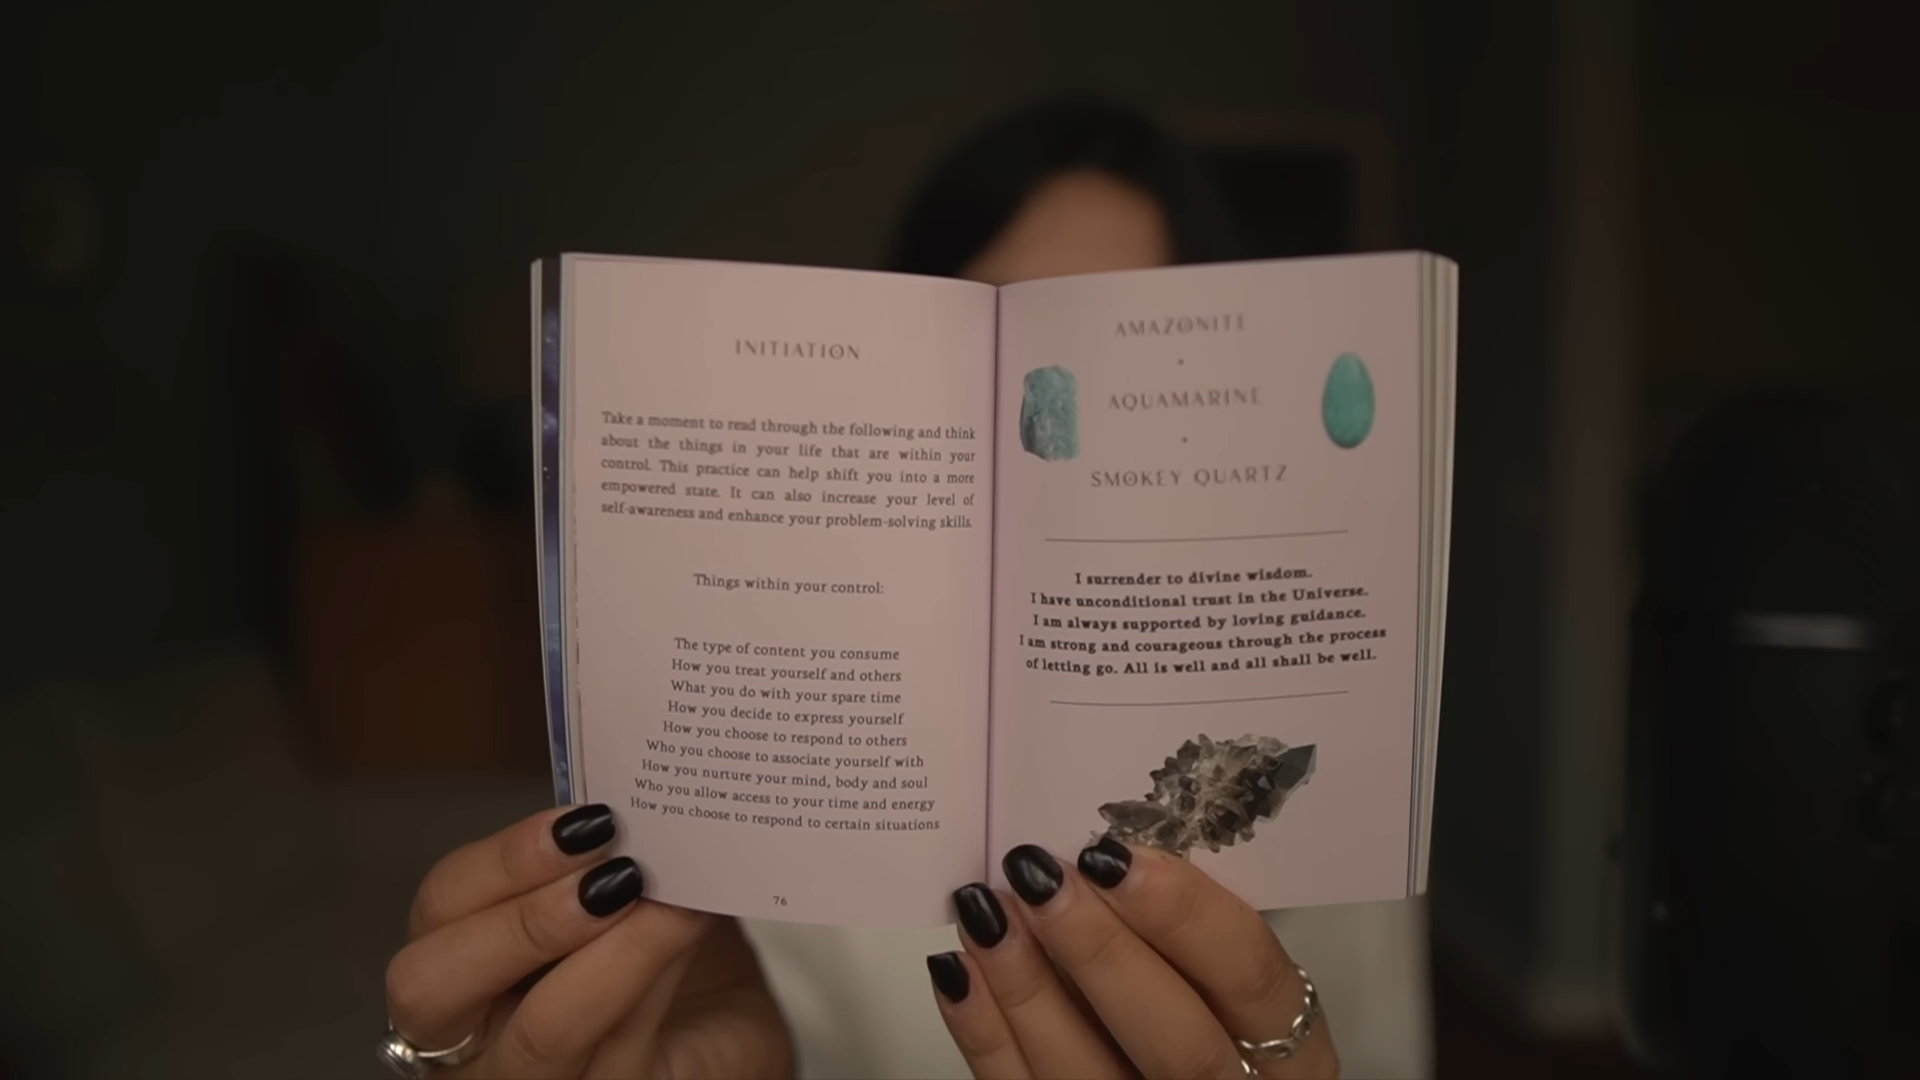 INITIATION
Take a moment to read through the following and think
about the things in your life that are within your
control. This practice can help shift you into a more
empowered state. It can also increase your level of
self-awareness and enhance your problem-solving skills.
Things within your control:
The type of content you consume
How you treat yourself and others
What you do with your spare time
How you decide to express yourself
How you choose to respond to others
Who you choose to associate yourself with
How you nurture your mind, body and soul
Who you allow access to your time and energy
How you choose to respond to certain situations
76
AMAZONITE
•
AQUAMARINE
•
SMOKEY QUARTZ
I surrender to divine wisdom.
I have unconditional trust in the Universe.
I am always supported by loving guidance.
I am strong and courageous through the process
of letting go. All is well and all shall be well.